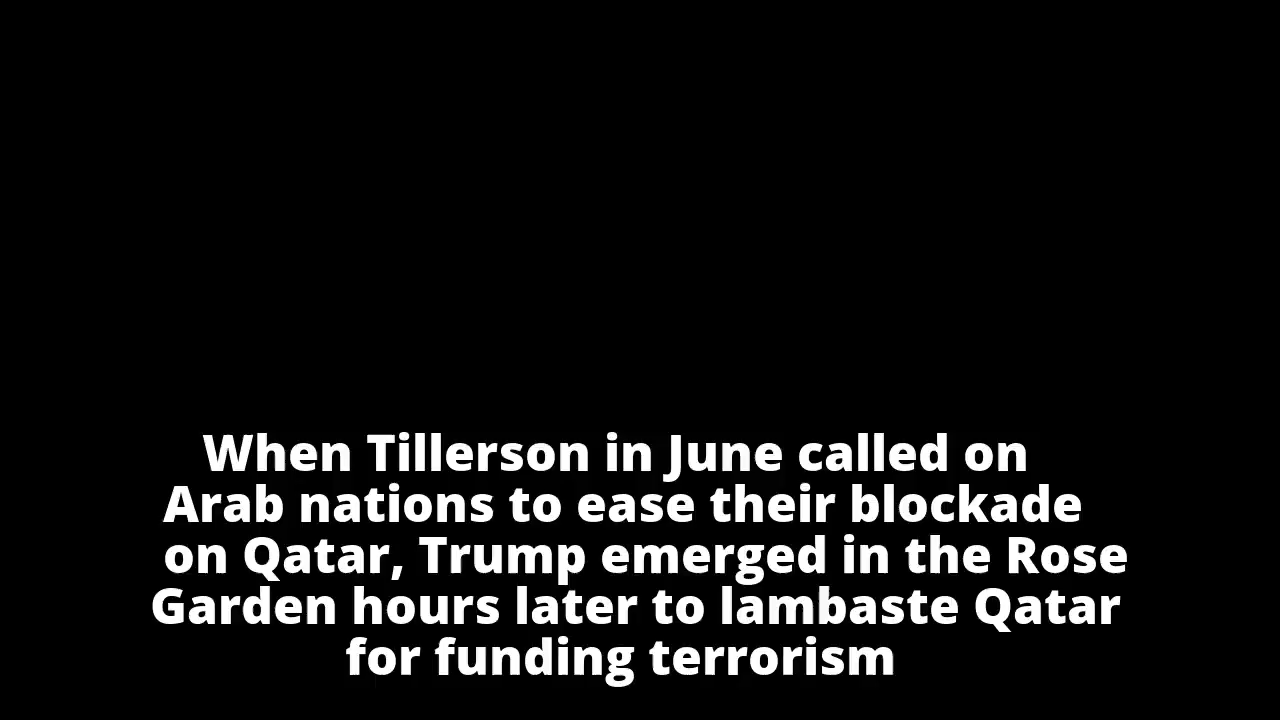 When Tillerson in June called on
Arab nations to ease their blockade
on Qatar, Trump emerged in the Rose
Garden hours later to lambaste Qatar
for funding terrorism